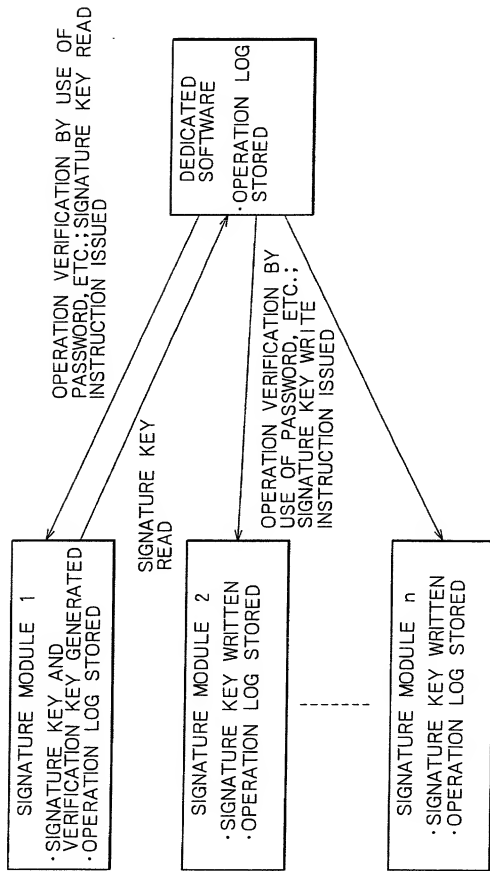 SIGNATURE MODULE 1
·SIGNATURE KEY AND
VERIFICATION KEY GENERATED
·OPERATION LOG STORED
SIGNATURE MODULE 2
·SIGNATURE KEY WRITTEN
·OPERATION LOG STORED
SIGNATURE MODULE n
·SIGNATURE KEY WRITTEN
·OPERATION LOG STORED
SIGNATURE KEY
READ
OPERATION VERIFICATION BY
USE OF PASSWORD, ETC.;
SIGNATURE KEY WRITE
INSTRUCTION ISSUED
OPERATION VERIFICATION BY USE OF
PASSWORD, ETC.;SIGNATURE KEY READ
INSTRUCTION ISSUED
DEDICATED
SOFTWARE
·OPERATION LOG
STORED